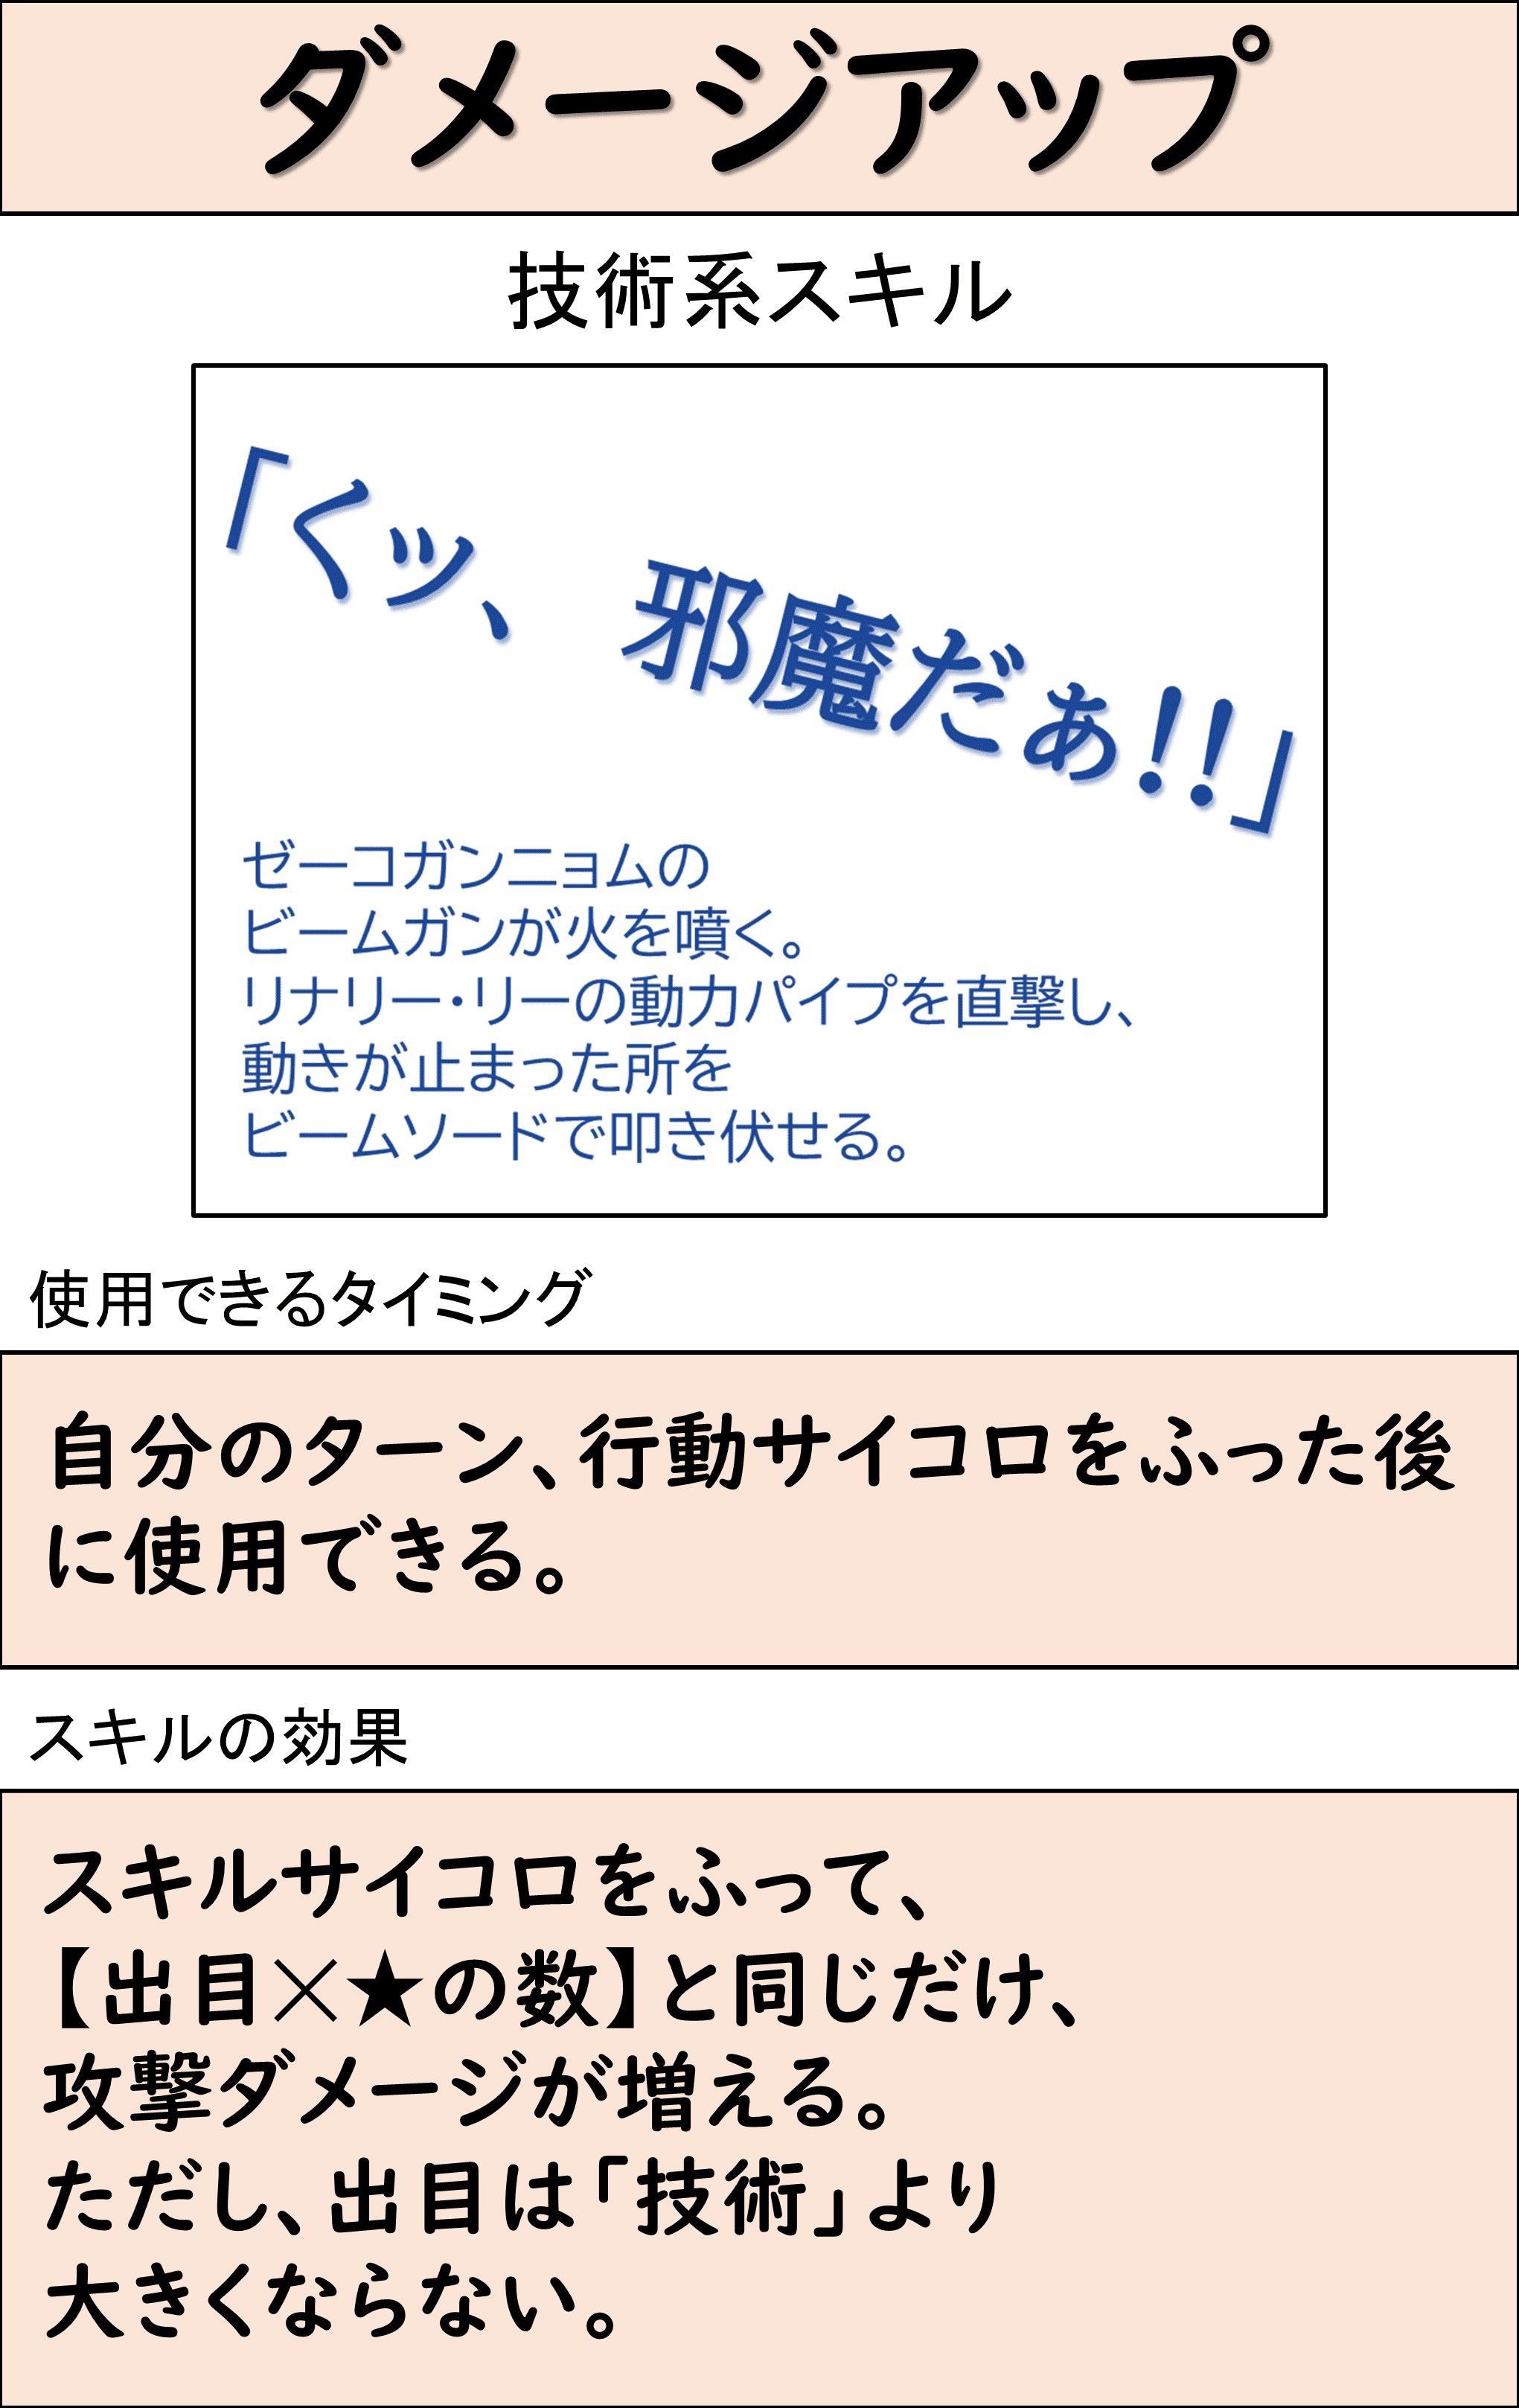 ダメージアップ
技術系スキル
「くッ、　邪魔だぁ！！」
ゼーコガンニョムの
ビームガンが火を噴く。
リナリー・リーの動力パイプを直撃し、
動きが止まった所を
ビームソードで叩き伏せる。
使用できるタイミング
自分のターン、行動サイコロをふった後
に使用できる。
スキルの効果
スキルサイコロをふって、
【出目×★の数】と同じだけ、
攻撃ダメージが増える。
ただし、出目は「技術」より
大きくならない。